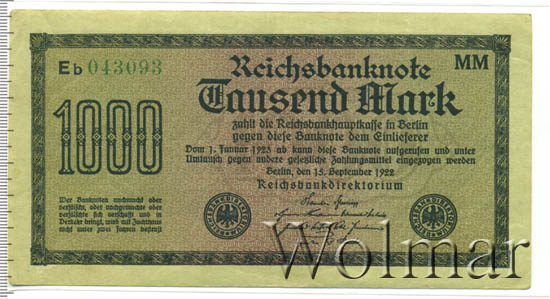 Eb 043093
MM
Reichsbanknote
1000
Tausend Mark
zahlt die Reichsbankhauptkasse in Berlin
gegen diese Banknote dem Einlieferer
Vom 1. Januar 1923 ab kann diese Banknote aufgerufen und unter
Umtausch gegen andere gesetzliche Zahlungsmittel eingezogen werden
Berlin, den 15. September 1922
Reichsbankdirektorium
Wer Banknoten nachmacht oder
verfälscht, oder nachgemachte oder
verfälschte sich verschafft und in
Verkehr bringt, wird mit Zuchthaus
nicht unter zwei Jahren bestraft
Wolmar